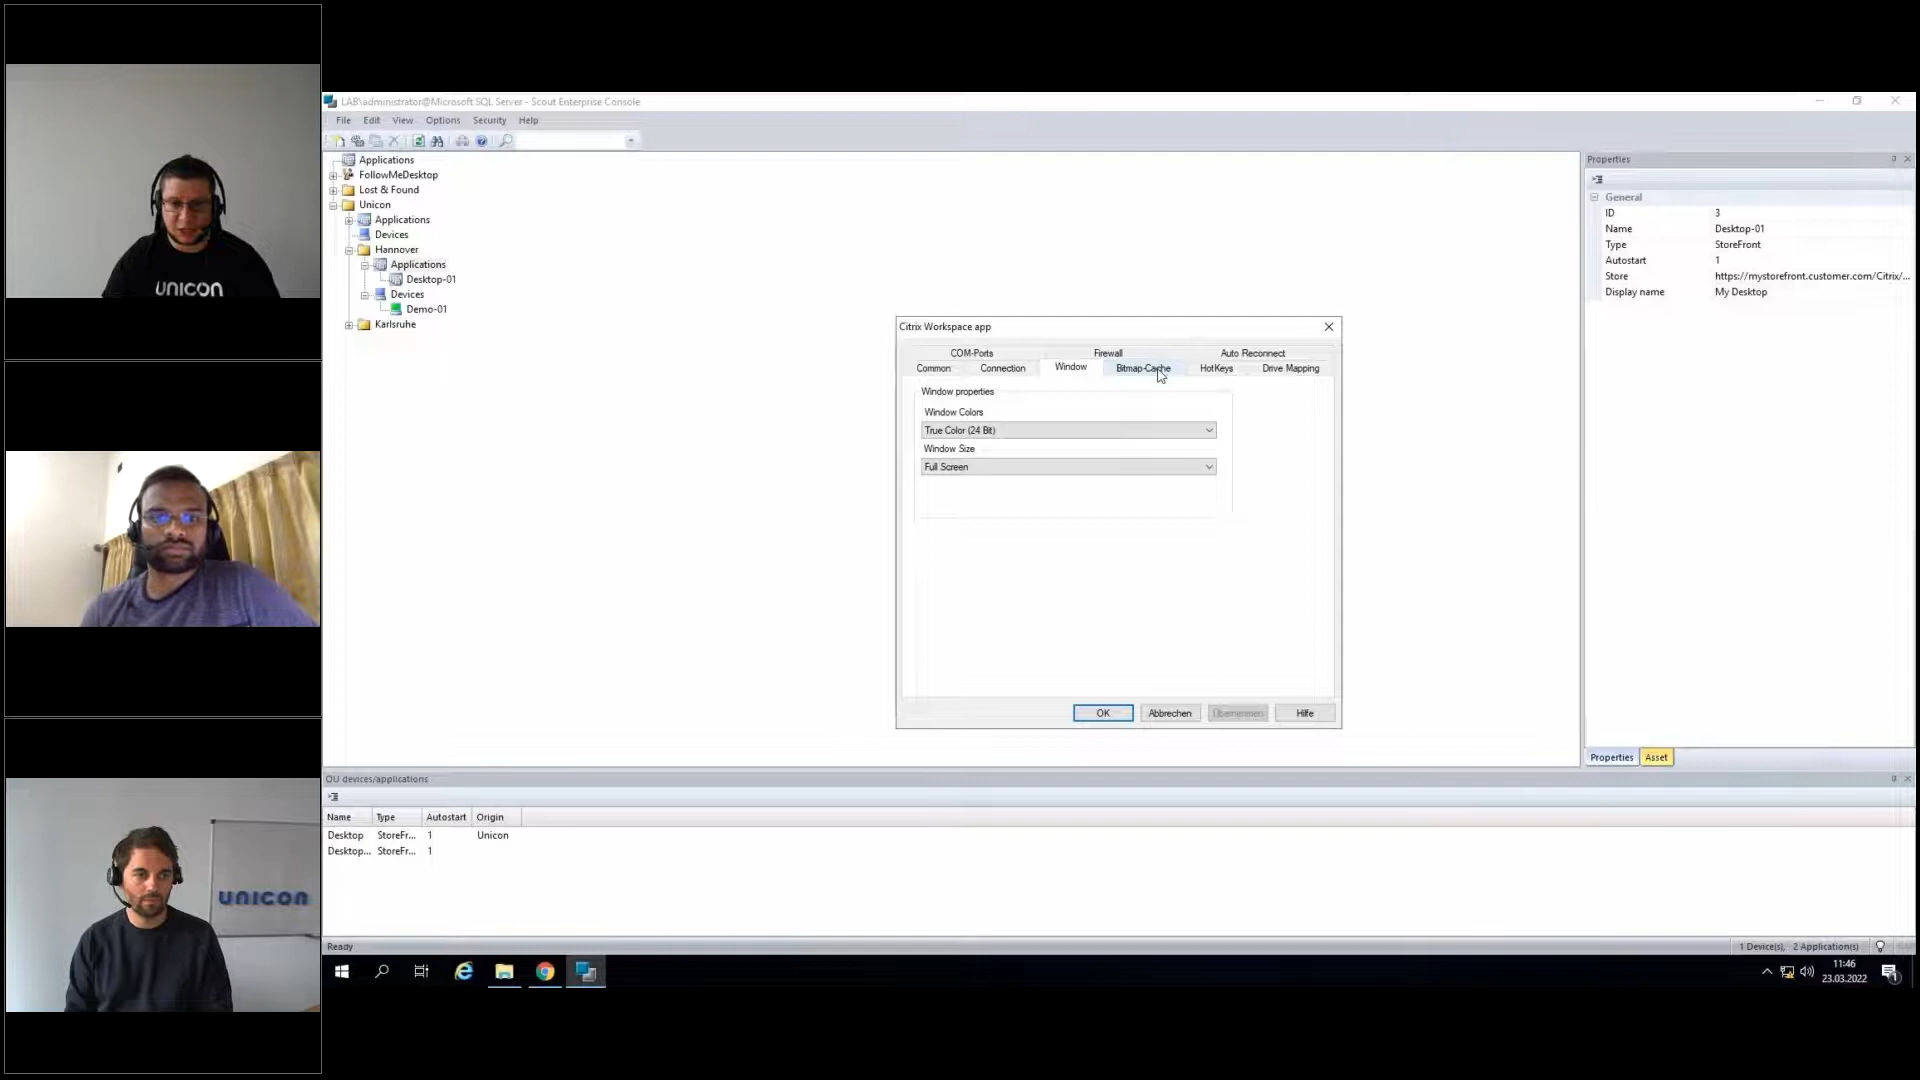 UNICON
UNICON
LAB\administrator@Microsoft SQL Server - Scout Enterprise Console
File Edit View Options Security Help
Applications
FollowMeDesktop
Lost & Found
Unicon
Applications
Devices
Hannover
Applications
Desktop-01
Devices
Demo-01
Karlsruhe
Citrix Workspace app
COM-Ports Firewall Auto Reconnect
Common Connection Window Bitmap-Cache HotKeys Drive Mapping
Window properties
Window Colors
True Color (24 Bit)
Window Size
Full Screen
OK Abbrechen Übernehmen Hilfe
Properties
General
ID 3
Name Desktop-01
Type StoreFront
Autostart 1
Store https://mystorefront.customer.com/Citrix/...
Display name My Desktop
Properties Asset
OU devices/applications
Name Type Autostart Origin
Desktop StoreFr... 1 Unicon
Desktop... StoreFr... 1
Ready
1 Device(s), 2 Application(s)
11:46
23.03.2022
1